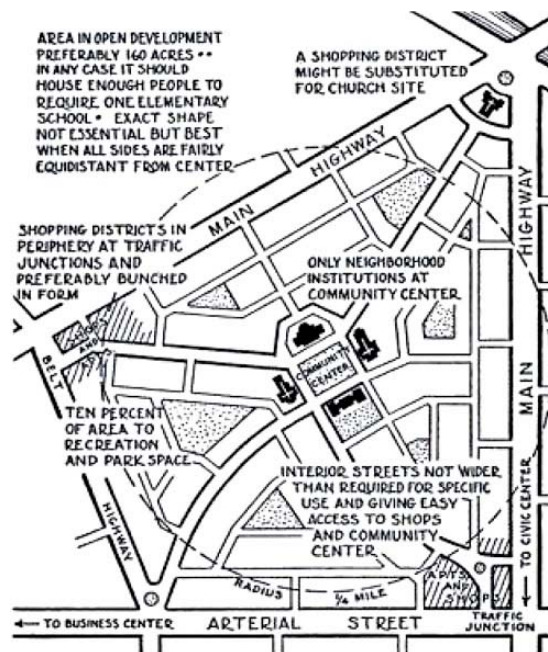 AREA IN OPEN DEVELOPMENT
PREFERABLY 160 ACRES ••
IN ANY CASE IT SHOULD
HOUSE ENOUGH PEOPLE TO
REQUIRE ONE ELEMENTARY
SCHOOL • EXACT SHAPE
NOT ESSENTIAL BUT BEST
WHEN ALL SIDES ARE FAIRLY
EQUIDISTANT FROM CENTER
A SHOPPING DISTRICT
MIGHT BE SUBSTITUTED
FOR CHURCH SITE
MAIN HIGHWAY
HIGHWAY
MAIN
SHOPPING DISTRICTS IN
PERIPHERY AT TRAFFIC
JUNCTIONS AND
PREFERABLY BUNCHED
IN FORM
ONLY NEIGHBORHOOD
INSTITUTIONS AT
COMMUNITY CENTER
SHOPS
AND
BELT
HIGHWAY
COMMUNITY
CENTER
TEN PERCENT
OF AREA TO
RECREATION
AND PARK SPACE
INTERIOR STREETS NOT WIDER
THAN REQUIRED FOR SPECIFIC
USE AND GIVING EASY
ACCESS TO SHOPS
AND COMMUNITY
CENTER
TO CIVIC CENTER
APTS
AND
SHOPS
RADIUS 1/4 MILE
TRAFFIC
JUNCTION
← TO BUSINESS CENTER
ARTERIAL STREET